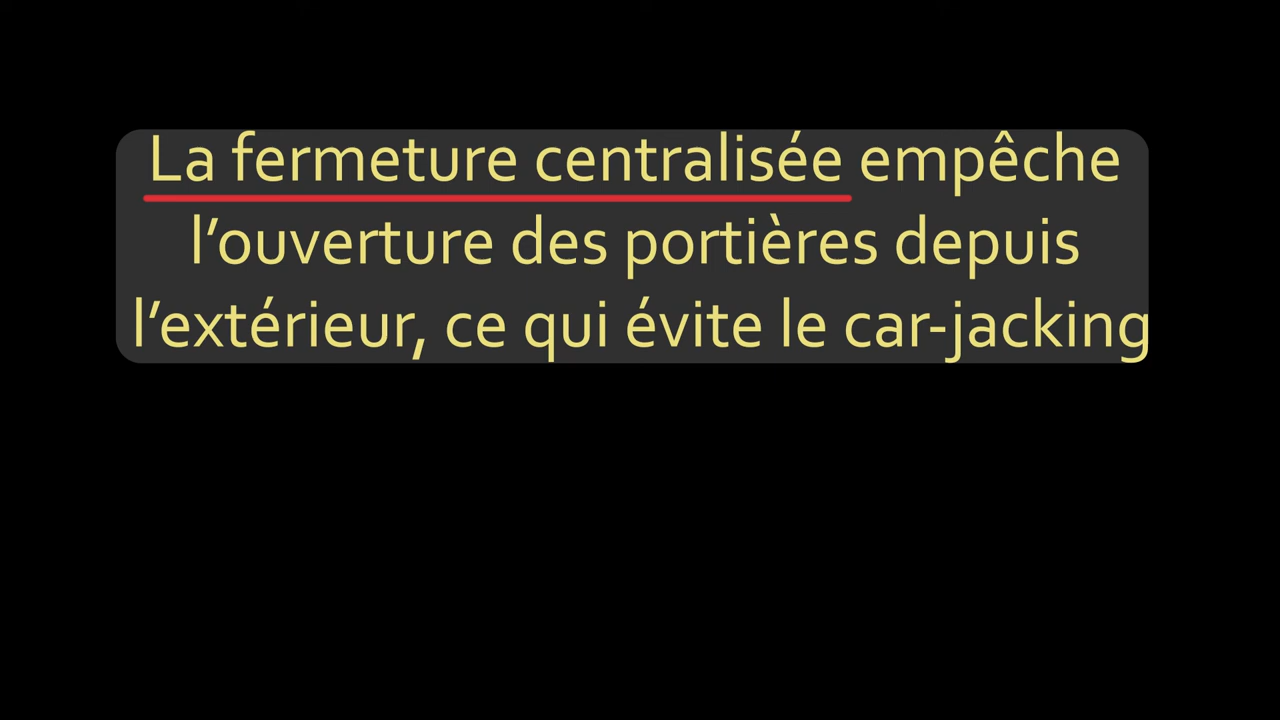 La fermeture centralisée empêche
l’ouverture des portières depuis
l’extérieur, ce qui évite le car-jacking